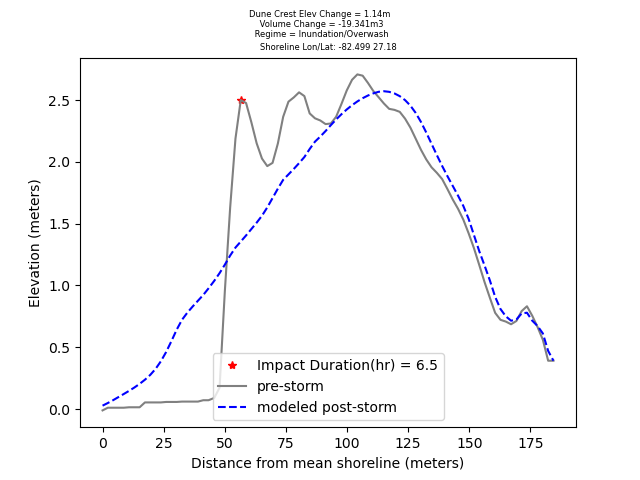 Dune Crest Elev Change = 1.14m
Volume Change = -19.341m3
Regime = Inundation/Overwash
Shoreline Lon/Lat: -82.499 27.18
2.5
2.0
1.5
1.0
0.5
0.0
Elevation (meters)
Impact Duration(hr) = 6.5
pre-storm
modeled post-storm
0 25 50 75 100 125 150 175
Distance from mean shoreline (meters)